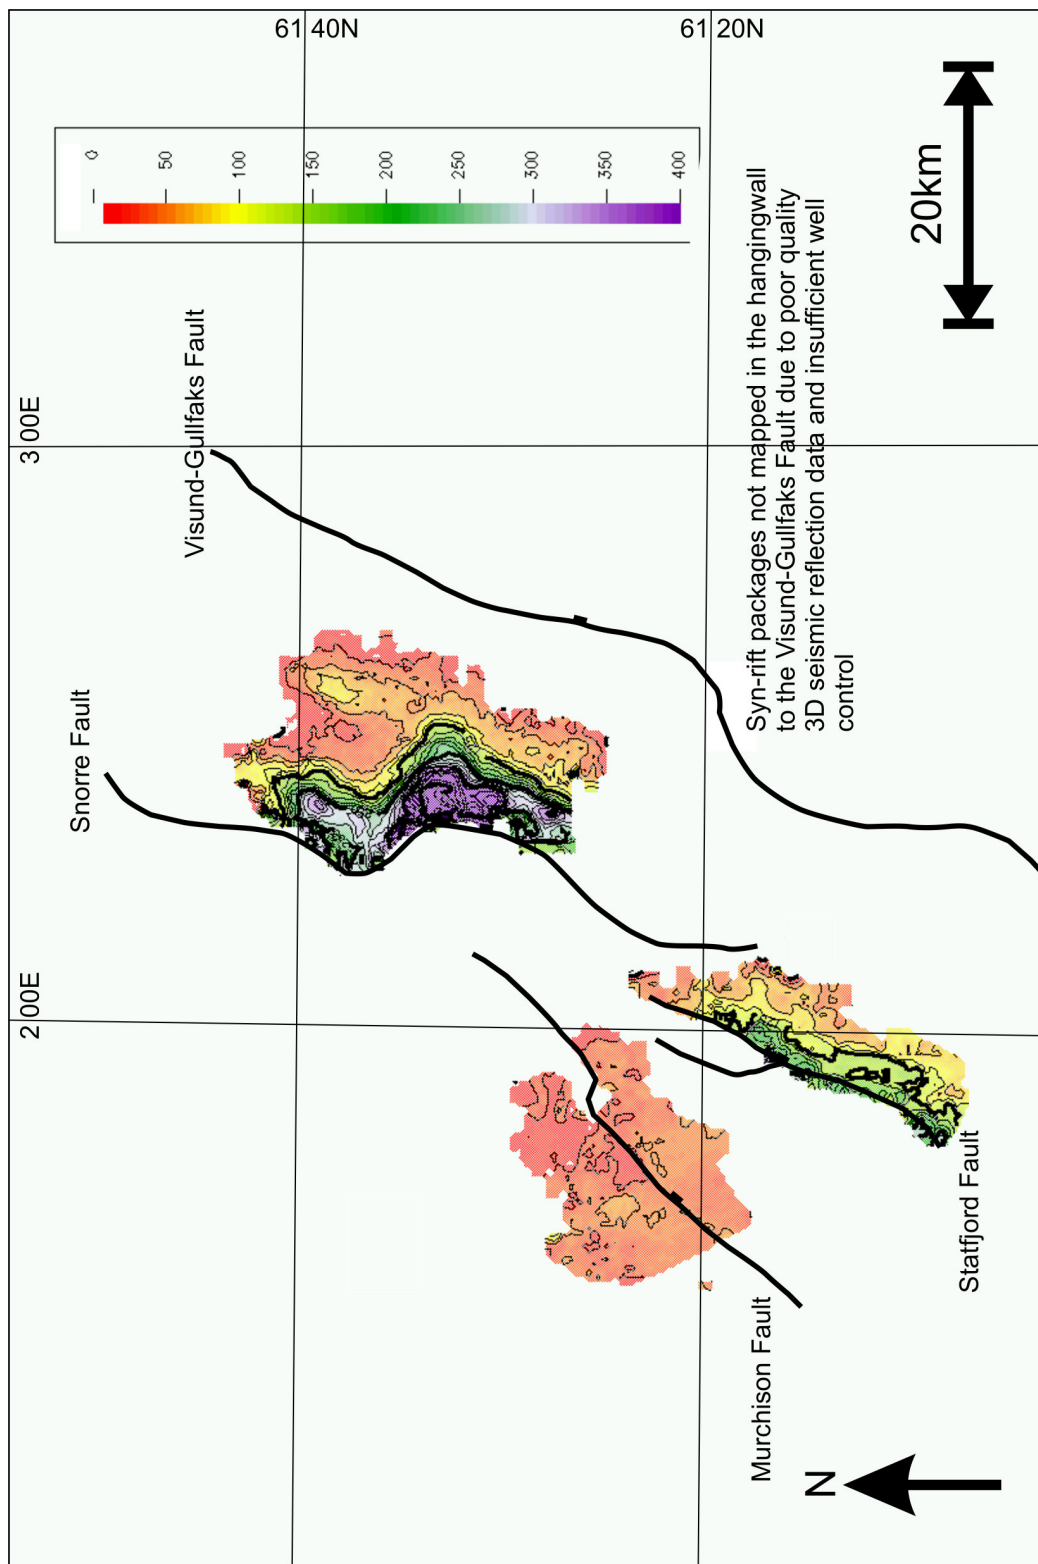 61 40N
61 20N
0
50
100
150
200
250
300
350
400
20km
3 00E
Visund-Gullfaks Fault
Syn-rift packages not mapped in the hangingwall
to the Visund-Gullfaks Fault due to poor quality
3D seismic reflection data and insufficient well
control
Snorre Fault
2 00E
Statfjord Fault
Murchison Fault
N